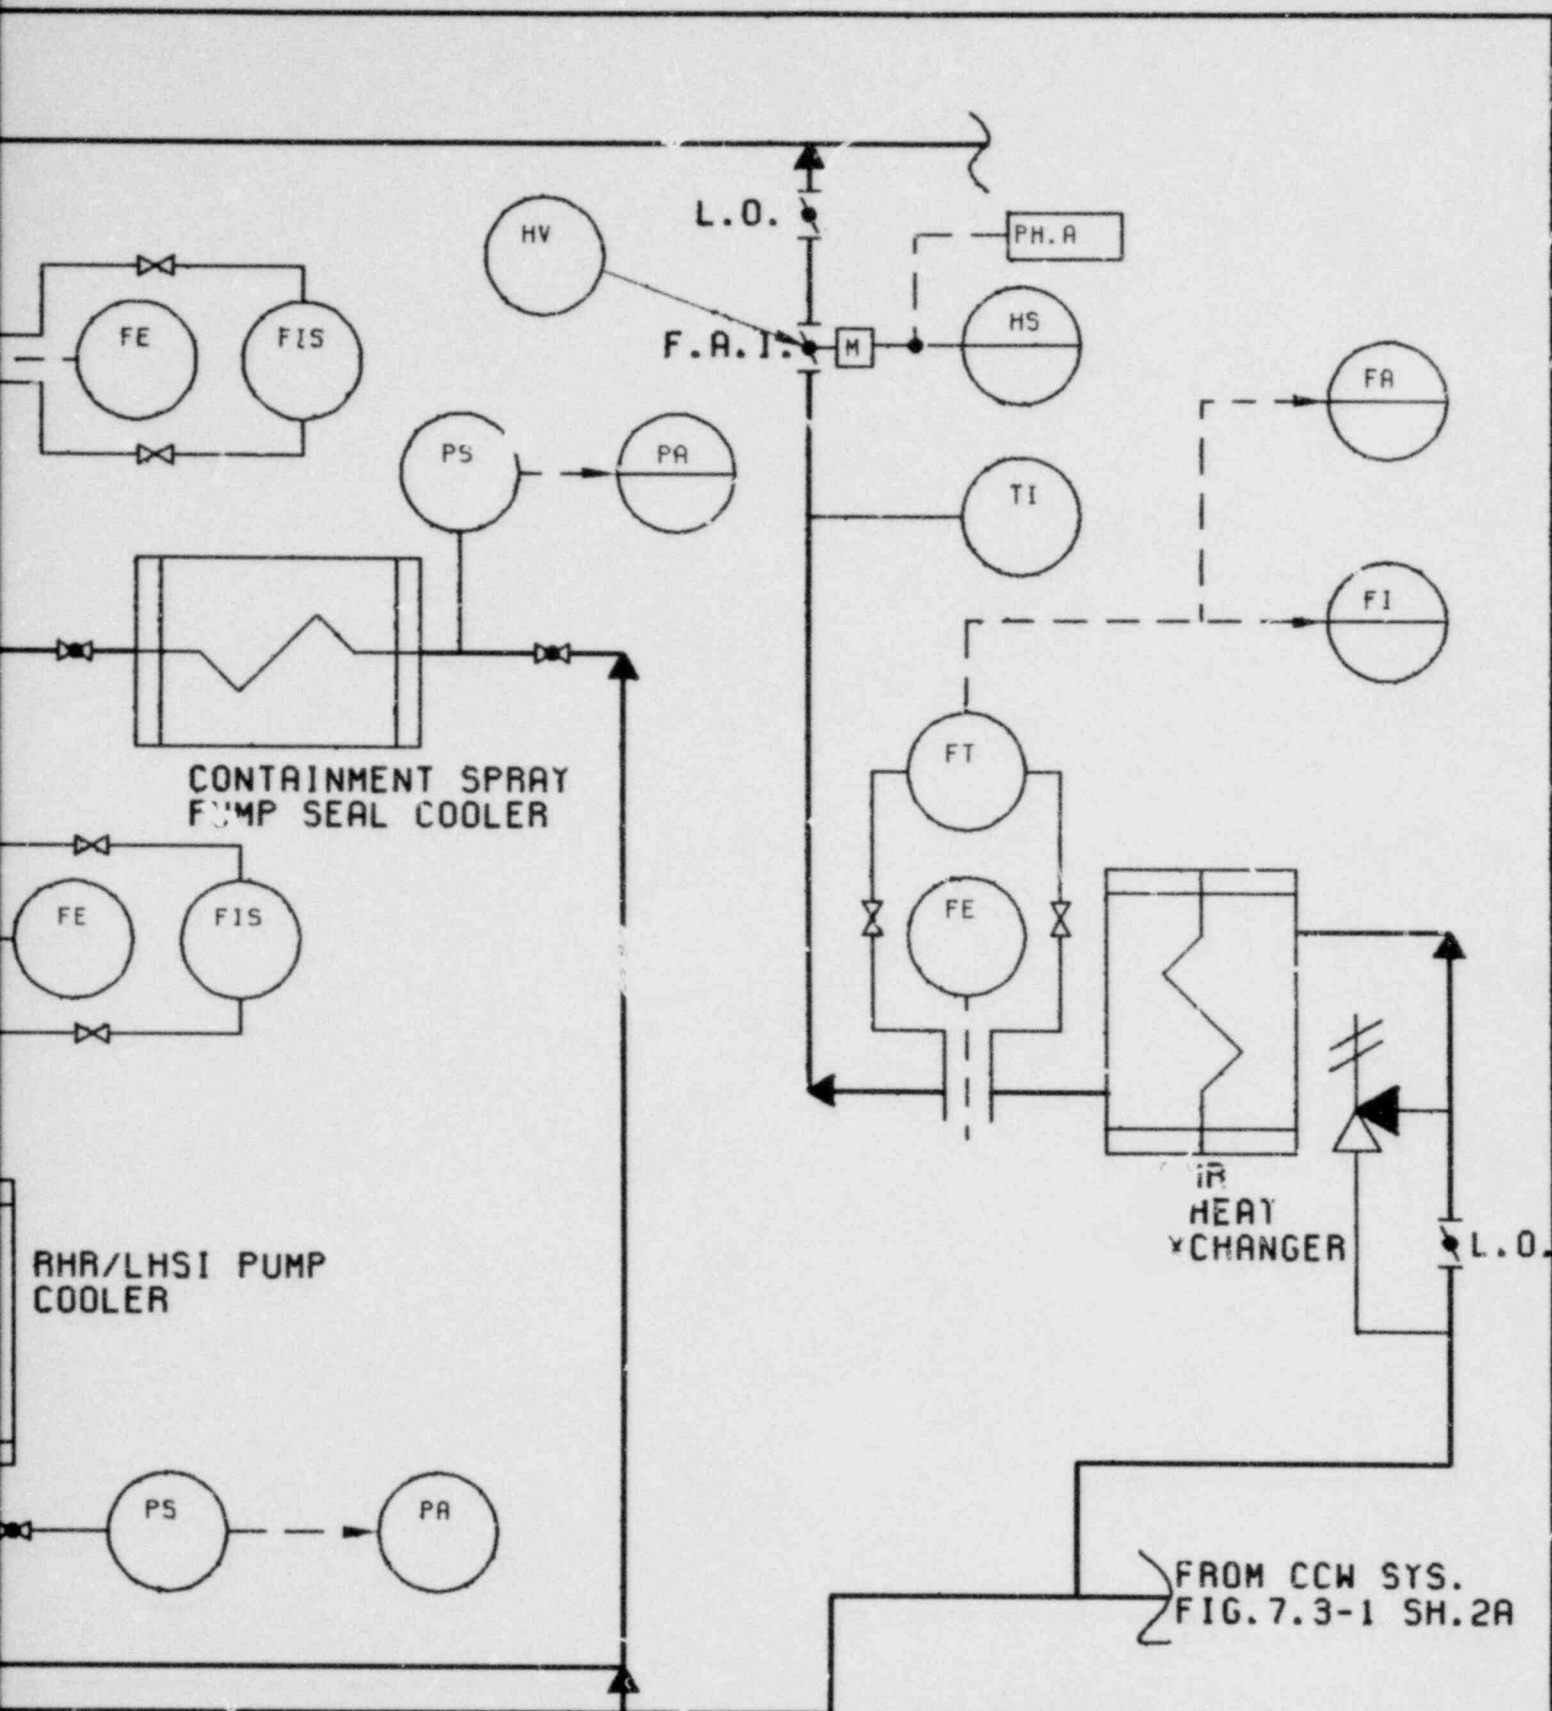 L.O.
HV
PH.A
FE
FIS
F.A.I.
M
HS
FA
PS
PA
TI
FI
CONTAINMENT SPRAY
PUMP SEAL COOLER
FT
FE
FIS
FE
HEAT
L.O.
RHR/LHSI PUMP
COOLER
PS
PA
FROM CCW SYS.
FIG.7.3-1 SH.2A